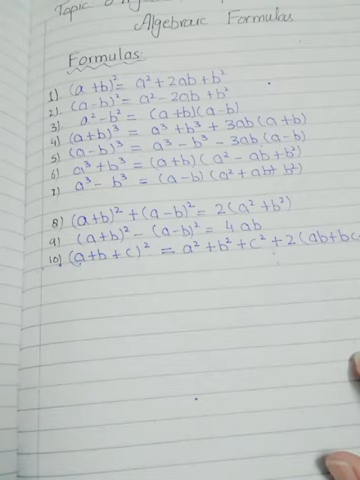 Topic
Algebraic Formulas
Formulas:
1) (a+b)² = a² + 2ab + b²
2) (a-b)² = a² - 2ab + b²
3) a² - b² = (a+b)(a-b)
4) (a+b)³ = a³ + b³ + 3ab(a+b)
5) (a-b)³ = a³ - b³ - 3ab(a-b)
6) a³ + b³ = (a+b)(a² - ab + b²)
7) a³ - b³ = (a-b)(a² + ab + b²)
8) (a+b)² + (a-b)² = 2(a² + b²)
9) (a+b)² - (a-b)² = 4ab
10) (a+b+c)² = a² + b² + c² + 2(ab+bc